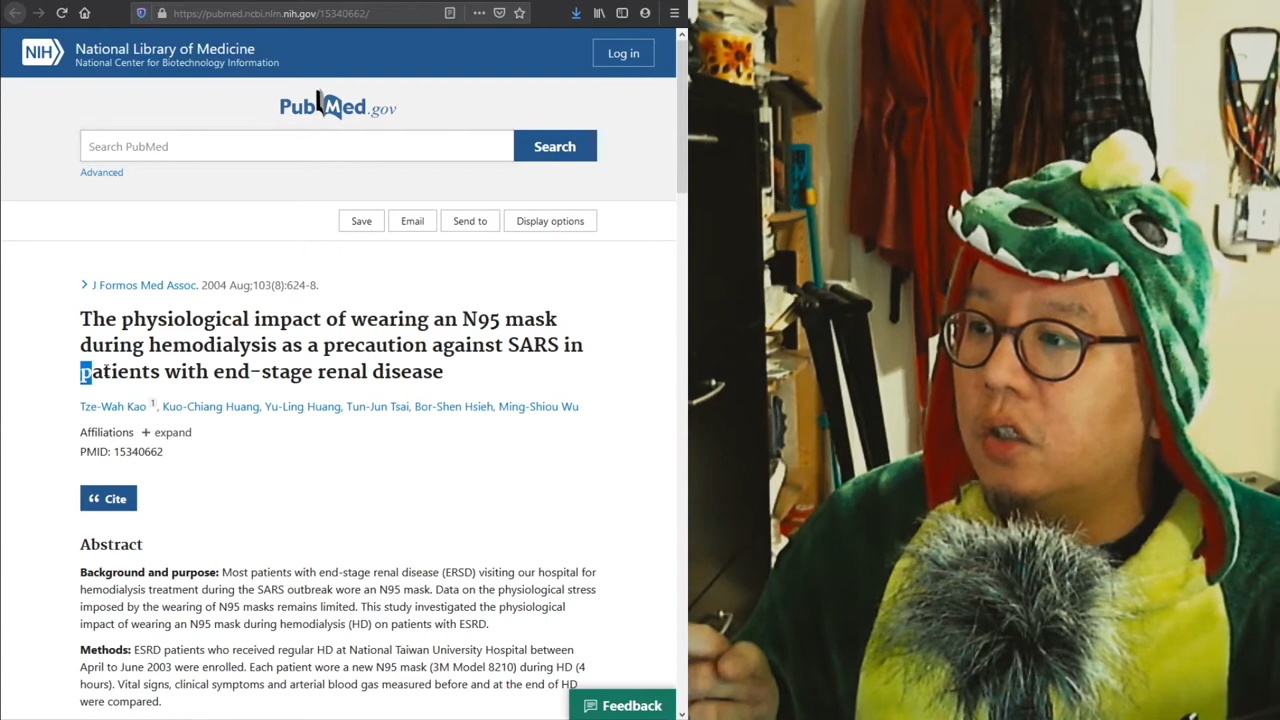 https://pubmed.ncbi.nlm.nih.gov/15340662/
NIH National Library of Medicine
National Center for Biotechnology Information
Log in
PubMed.gov
Search PubMed
Search
Advanced
Save Email Send to Display options
J Formos Med Assoc. 2004 Aug;103(8):624-8.
The physiological impact of wearing an N95 mask
during hemodialysis as a precaution against SARS in
patients with end-stage renal disease
Tze-Wah Kao 1, Kuo-Chiang Huang, Yu-Ling Huang, Tun-Jun Tsai, Bor-Shen Hsieh, Ming-Shiou Wu
Affiliations + expand
PMID: 15340662
Cite
Abstract
Background and purpose: Most patients with end-stage renal disease (ERSD) visiting our hospital for
hemodialysis treatment during the SARS outbreak wore an N95 mask. Data on the physiological stress
imposed by the wearing of N95 masks remains limited. This study investigated the physiological
impact of wearing an N95 mask during hemodialysis (HD) on patients with ESRD.
Methods: ESRD patients who received regular HD at National Taiwan University Hospital between
April to June 2003 were enrolled. Each patient wore a new N95 mask (3M Model 8210) during HD (4
hours). Vital signs, clinical symptoms and arterial blood gas measured before and at the end of HD
were compared.
Feedback